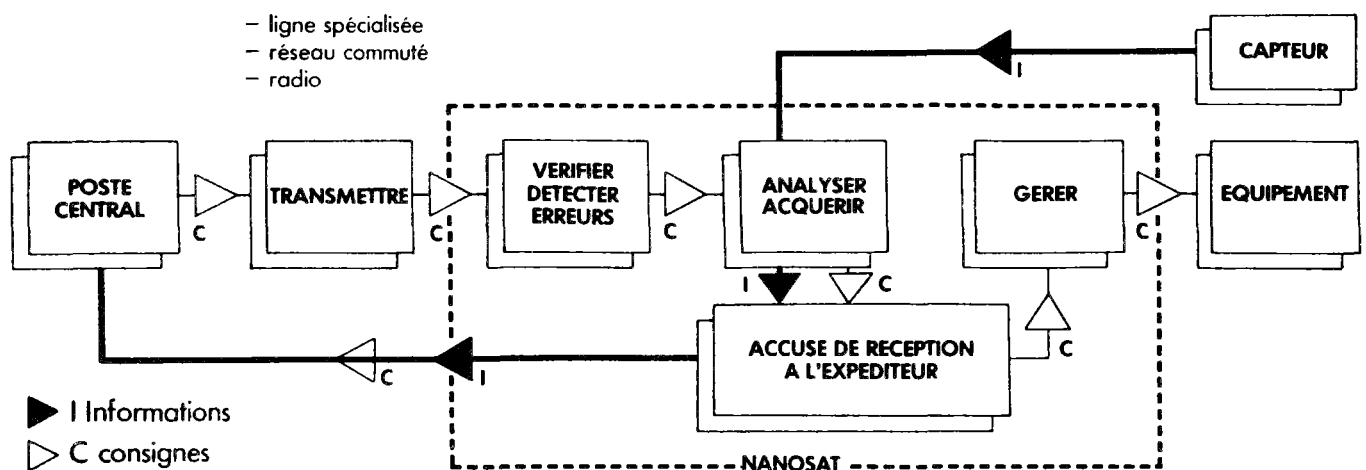 – ligne spécialisée
– réseau commuté
– radio
I
CAPTEUR
POSTE
CENTRAL
C
TRANSMETTRE
C
VERIFIER
DETECTER
ERREURS
C
ANALYSER
ACQUERIR
GERER
C
EQUIPEMENT
I
C
ACCUSE DE RECEPTION
A L'EXPEDITEUR
C
C
I
I Informations
C consignes
NANOSAT